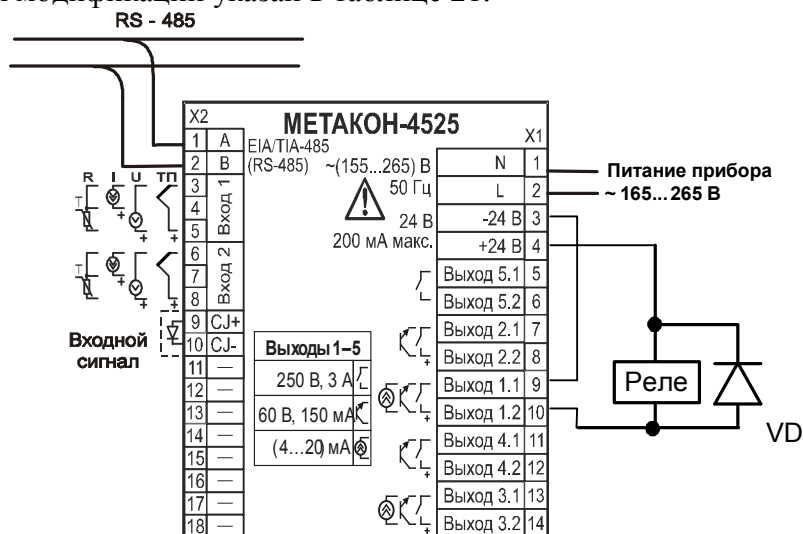 модификации указан в таблице 21.
RS - 485
X2
МЕТАКОН-4525
X1
1 A
EIA/TIA-485
2 B
(RS-485)
~(155...265) В
50 Гц
N 1
L 2
Питание прибора
~ 165... 265 В
R I U ТП
T
3
4
5
Вход 1
24 В
200 мА макс.
-24 В 3
+24 В 4
T
6
7
8
Вход 2
Выход 5.1 5
Выход 5.2 6
9 CJ+
10 CJ-
Входной
сигнал
Выход 2.1 7
Выход 2.2 8
Выходы 1–5
250 В, 3 А
60 В, 150 мА
(4...20) мА
11 —
12 —
13 —
14 —
15 —
16 —
17 —
18 —
Выход 1.1 9
Выход 1.2 10
Выход 4.1 11
Выход 4.2 12
Выход 3.1 13
Выход 3.2 14
Реле
VD